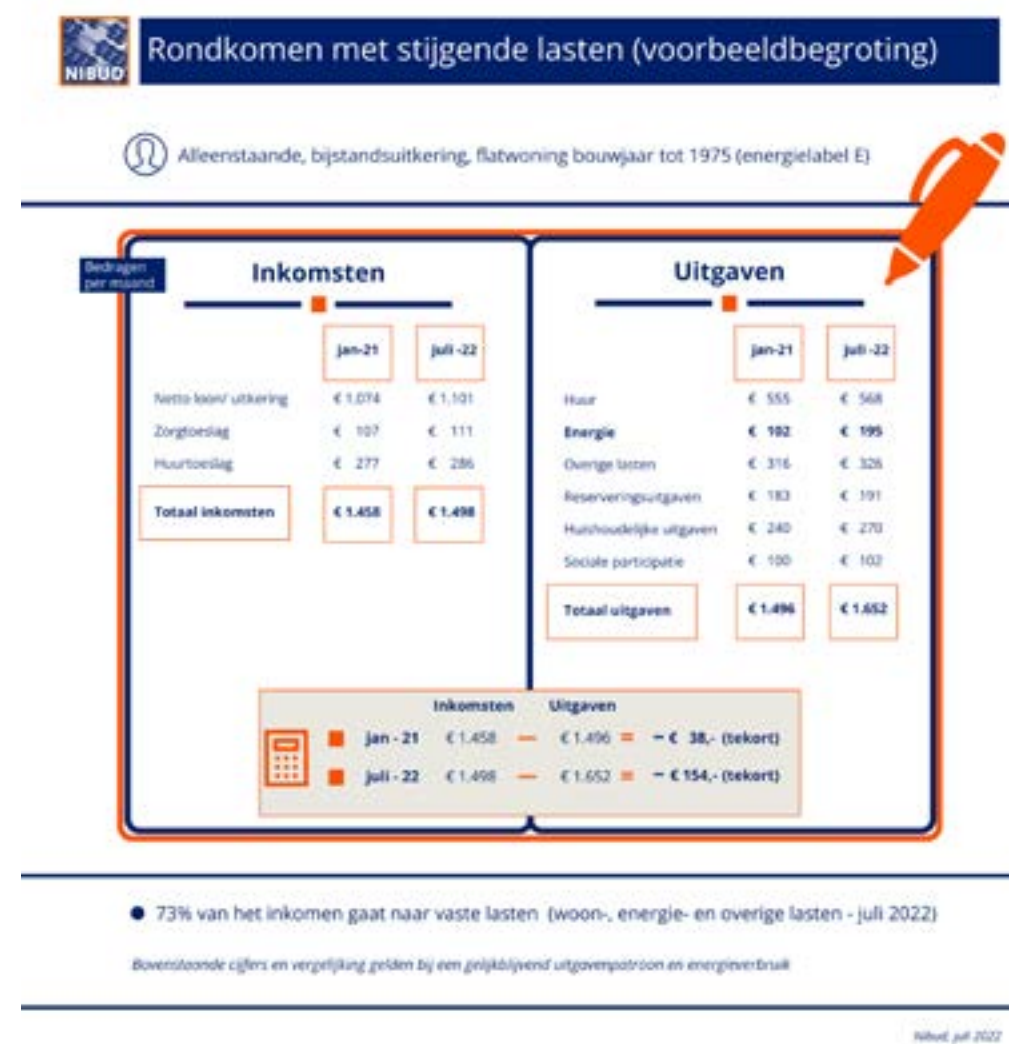 NIBUD
Rondkomen met stijgende lasten (voorbeeldbegroting)
Alleenstaande, bijstandsuitkering, flatwoning bouwjaar tot 1975 (energielabel E)
Bedragen
per maand
Inkomsten
jan-21 juli -22
Netto loon/ uitkering € 1.074 € 1.101
Zorgtoeslag € 107 € 111
Huurtoeslag € 277 € 286
Totaal inkomsten € 1.458 € 1.498
Uitgaven
jan-21 juli -22
Huur € 555 € 568
Energie € 102 € 195
Overige lasten € 316 € 326
Reserveringsuitgaven € 183 € 191
Huishoudelijke uitgaven € 240 € 270
Sociale participatie € 100 € 102
Totaal uitgaven € 1.496 € 1.652
Inkomsten Uitgaven
jan - 21 € 1.458 — € 1.496 = – € 38,- (tekort)
juli - 22 € 1.498 — € 1.652 = – € 154,- (tekort)
● 73% van het inkomen gaat naar vaste lasten (woon-, energie- en overige lasten - juli 2022)
Bovenstaande cijfers en vergelijking gelden bij een gelijkblijvend uitgavenpatroon en energieverbruik
Nibud, juli 2022